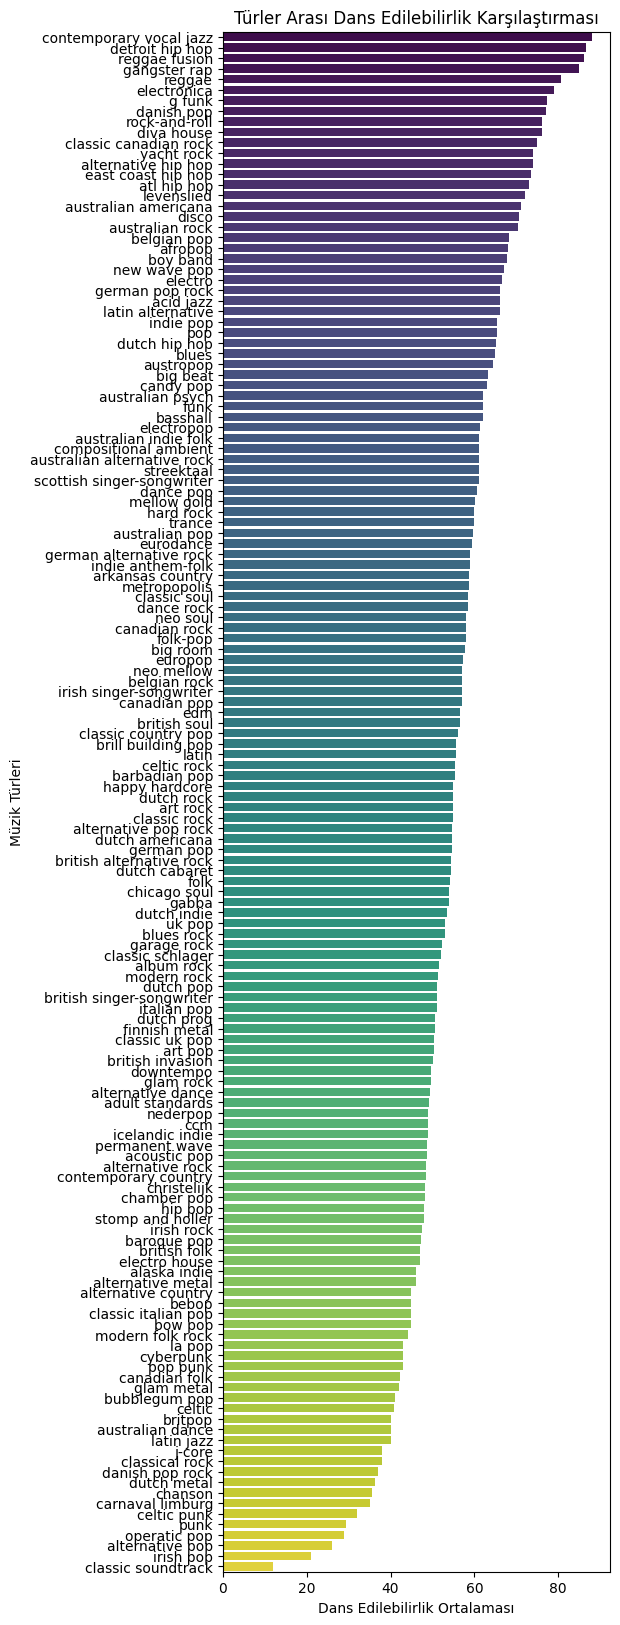 Türler Arası Dans Edilebilirlik Karşılaştırması
contemporary vocal jazz
detroit hip hop
reggae fusion
gangster rap
reggae
electronica
g funk
danish pop
rock-and-roll
diva house
classic canadian rock
yacht rock
alternative hip hop
east coast hip hop
atl hip hop
levenslied
australian americana
disco
australian rock
belgian pop
afropop
boy band
new wave pop
electro
german pop rock
acid jazz
latin alternative
indie pop
pop
dutch hip hop
blues
austropop
big beat
candy pop
australian psych
funk
basshall
electropop
australian indie folk
compositional ambient
australian alternative rock
streektaal
scottish singer-songwriter
dance pop
mellow gold
hard rock
trance
australian pop
eurodance
german alternative rock
indie anthem-folk
arkansas country
metropopolis
classic soul
dance rock
neo soul
canadian rock
folk-pop
big room
europop
neo mellow
belgian rock
irish singer-songwriter
canadian pop
edm
british soul
classic country pop
brill building pop
latin
celtic rock
barbadian pop
happy hardcore
dutch rock
art rock
classic rock
alternative pop rock
dutch americana
german pop
british alternative rock
dutch cabaret
folk
chicago soul
gabba
dutch indie
uk pop
blues rock
garage rock
classic schlager
album rock
modern rock
dutch pop
british singer-songwriter
italian pop
dutch prog
finnish metal
classic uk pop
art pop
british invasion
downtempo
glam rock
alternative dance
adult standards
nederpop
ccm
icelandic indie
permanent wave
acoustic pop
alternative rock
contemporary country
christelijk
chamber pop
hip hop
stomp and holler
irish rock
baroque pop
british folk
electro house
alaska indie
alternative metal
alternative country
bebop
classic italian pop
bow pop
modern folk rock
la pop
cyberpunk
pop punk
canadian folk
glam metal
bubblegum pop
celtic
britpop
australian dance
latin jazz
j-core
classical rock
danish pop rock
dutch metal
chanson
carnaval limburg
celtic punk
punk
operatic pop
alternative pop
irish pop
classic soundtrack
Müzik Türleri
0 20 40 60 80
Dans Edilebilirlik Ortalaması